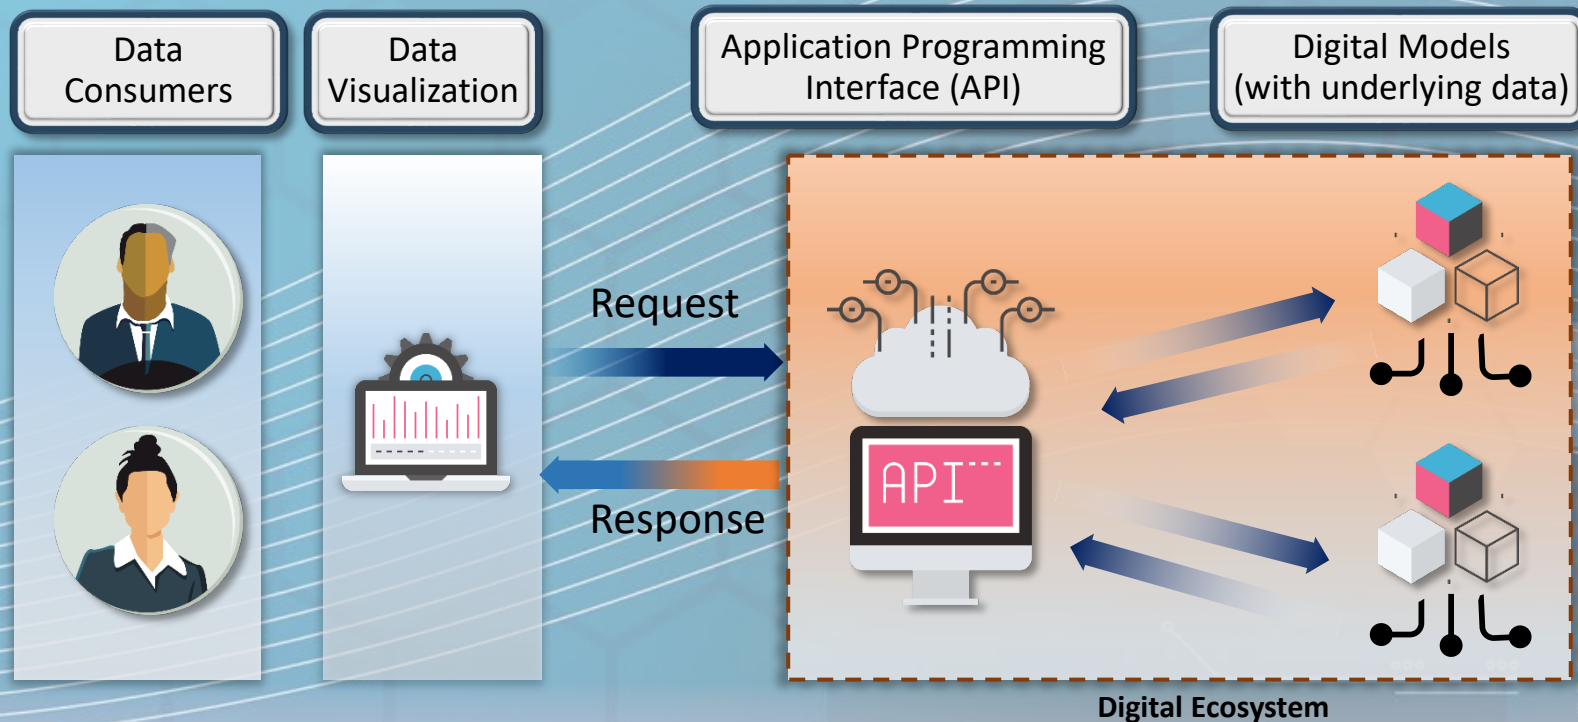 Data
Consumers
Data
Visualization
Application Programming
Interface (API)
Digital Models
(with underlying data)
Request
Response
API
Digital Ecosystem